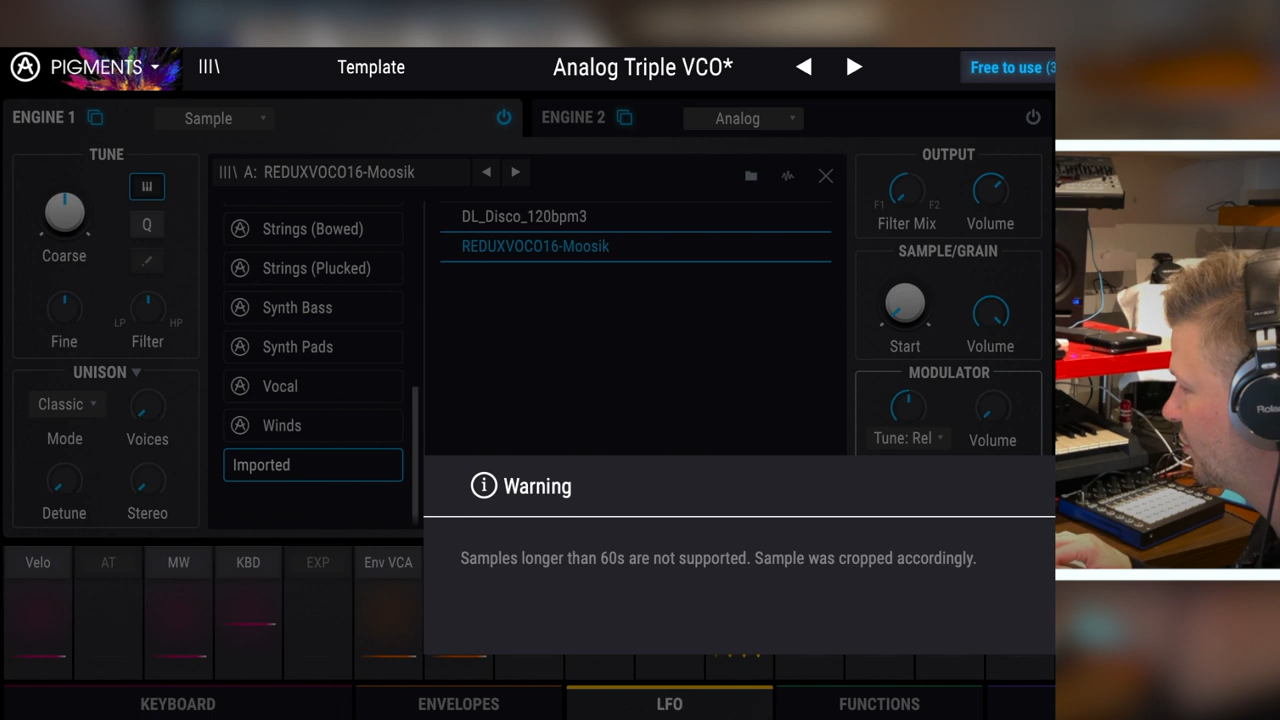 PIGMENTS
Template
Analog Triple VCO*
Free to use (3
ENGINE 1
Sample
ENGINE 2
Analog
TUNE
Coarse
Q
Fine
LP
HP
Filter
UNISON
Classic
Mode
Voices
Detune
Stereo
A: REDUXVOCO16-Moosik
Strings (Bowed)
Strings (Plucked)
Synth Bass
Synth Pads
Vocal
Winds
Imported
DL_Disco_120bpm3
REDUXVOCO16-Moosik
OUTPUT
F1
F2
Filter Mix
Volume
SAMPLE/GRAIN
Start
Volume
MODULATOR
Tune: Rel
Volume
Warning
Samples longer than 60s are not supported. Sample was cropped accordingly.
Velo
AT
MW
KBD
EXP
Env VCA
KEYBOARD
ENVELOPES
LFO
FUNCTIONS